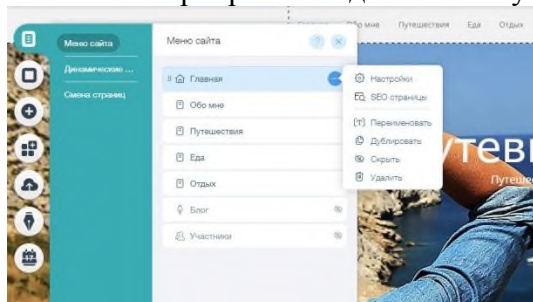 Обо мне Путешествия Еда Отдых
Меню сайта
Динамические ...
Смена страниц
Меню сайта
?
Главная
Обо мне
Путешествия
Еда
Отдых
Блог
Участники
Настройки
SEO страницы
Переименовать
Дублировать
Скрыть
Удалить